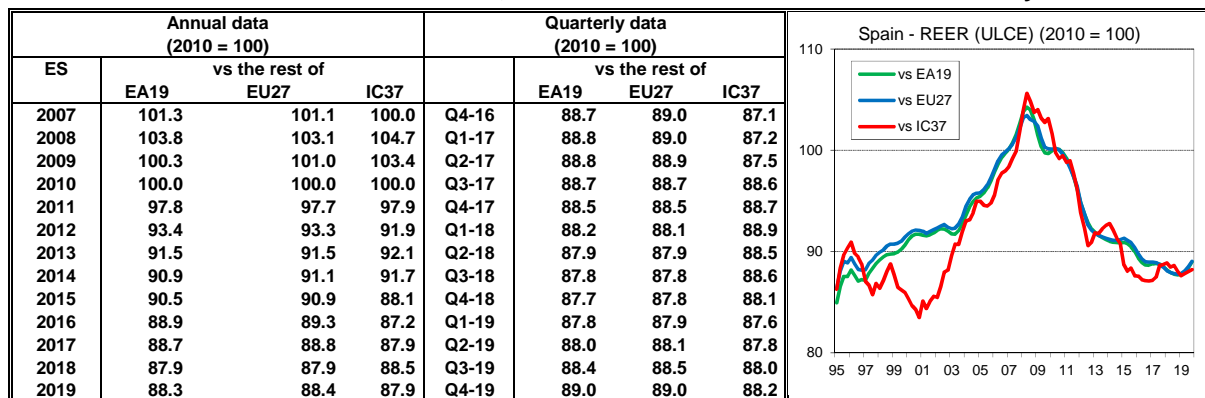 Annual data Quarterly data
(2010 = 100) (2010 = 100)
ES vs the rest of vs the rest of
EA19 EU27 IC37 EA19 EU27 IC37
2007 101.3 101.1 100.0 Q4-16 88.7 89.0 87.1
2008 103.8 103.1 104.7 Q1-17 88.8 89.0 87.2
2009 100.3 101.0 103.4 Q2-17 88.8 88.9 87.5
2010 100.0 100.0 100.0 Q3-17 88.7 88.7 88.6
2011 97.8 97.7 97.9 Q4-17 88.5 88.5 88.7
2012 93.4 93.3 91.9 Q1-18 88.2 88.1 88.9
2013 91.5 91.5 92.1 Q2-18 87.9 87.9 88.5
2014 90.9 91.1 91.7 Q3-18 87.8 87.8 88.6
2015 90.5 90.9 88.1 Q4-18 87.7 87.8 88.1
2016 88.9 89.3 87.2 Q1-19 87.8 87.9 87.6
2017 88.7 88.8 87.9 Q2-19 88.0 88.1 87.8
2018 87.9 87.9 88.5 Q3-19 88.4 88.5 88.0
2019 88.3 88.4 87.9 Q4-19 89.0 89.0 88.2
Spain - REER (ULCE) (2010 = 100)
110
vs EA19
vs EU27
vs IC37
100
90
80
95 97 99 01 03 05 07 09 11 13 15 17 19